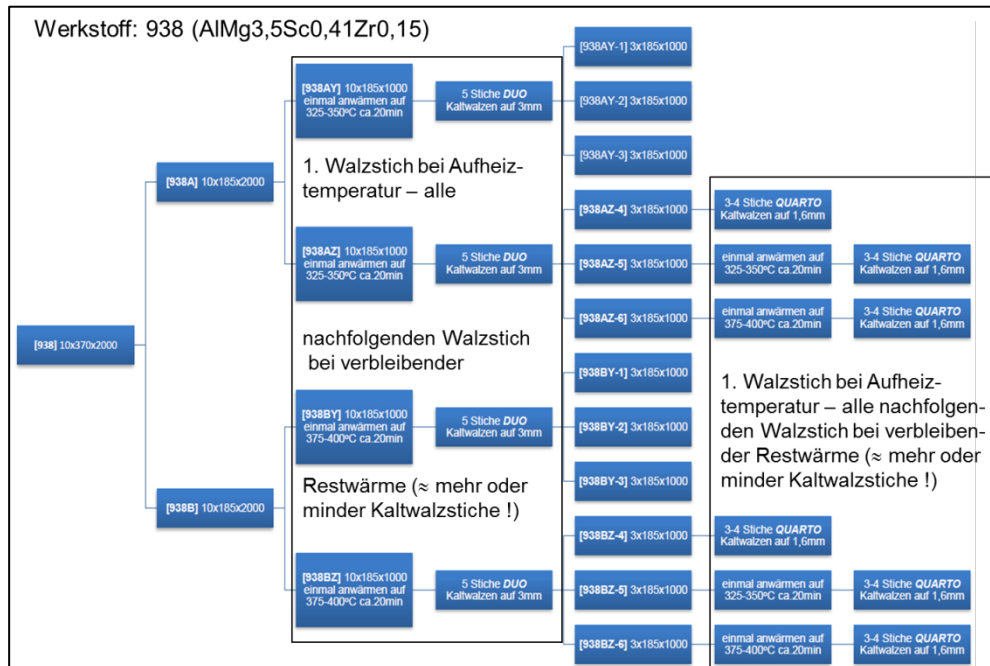 Werkstoff: 938 (AlMg3,5Sc0,41Zr0,15)
[938] 10x370x2000
[938A] 10x185x2000
[938B] 10x185x2000
[938AY] 10x185x1000
einmal anwärmen auf
325-350ºC ca.20min
5 Stiche DUO
Kaltwalzen auf 3mm
1. Walzstich bei Aufheiz-
temperatur – alle
[938AZ] 10x185x1000
einmal anwärmen auf
325-350ºC ca.20min
5 Stiche DUO
Kaltwalzen auf 3mm
nachfolgenden Walzstich
bei verbleibender
[938BY] 10x185x1000
einmal anwärmen auf
375-400ºC ca.20min
5 Stiche DUO
Kaltwalzen auf 3mm
Restwärme (≈ mehr oder
minder Kaltwalzstiche !)
[938BZ] 10x185x1000
einmal anwärmen auf
375-400ºC ca.20min
5 Stiche DUO
Kaltwalzen auf 3mm
[938AY-1] 3x185x1000
[938AY-2] 3x185x1000
[938AY-3] 3x185x1000
[938AZ-4] 3x185x1000
3-4 Stiche QUARTO
Kaltwalzen auf 1,6mm
[938AZ-5] 3x185x1000
einmal anwärmen auf
325-350ºC ca.20min
3-4 Stiche QUARTO
Kaltwalzen auf 1,6mm
[938AZ-6] 3x185x1000
einmal anwärmen auf
375-400ºC ca.20min
3-4 Stiche QUARTO
Kaltwalzen auf 1,6mm
[938BY-1] 3x185x1000
[938BY-2] 3x185x1000
[938BY-3] 3x185x1000
1. Walzstich bei Aufheiz-
temperatur – alle nachfolgen-
den Walzstich bei verbleiben-
der Restwärme (≈ mehr oder
minder Kaltwalzstiche !)
[938BZ-4] 3x185x1000
3-4 Stiche QUARTO
Kaltwalzen auf 1,6mm
[938BZ-5] 3x185x1000
einmal anwärmen auf
325-350ºC ca.20min
3-4 Stiche QUARTO
Kaltwalzen auf 1,6mm
[938BZ-6] 3x185x1000
einmal anwärmen auf
375-400ºC ca.20min
3-4 Stiche QUARTO
Kaltwalzen auf 1,6mm